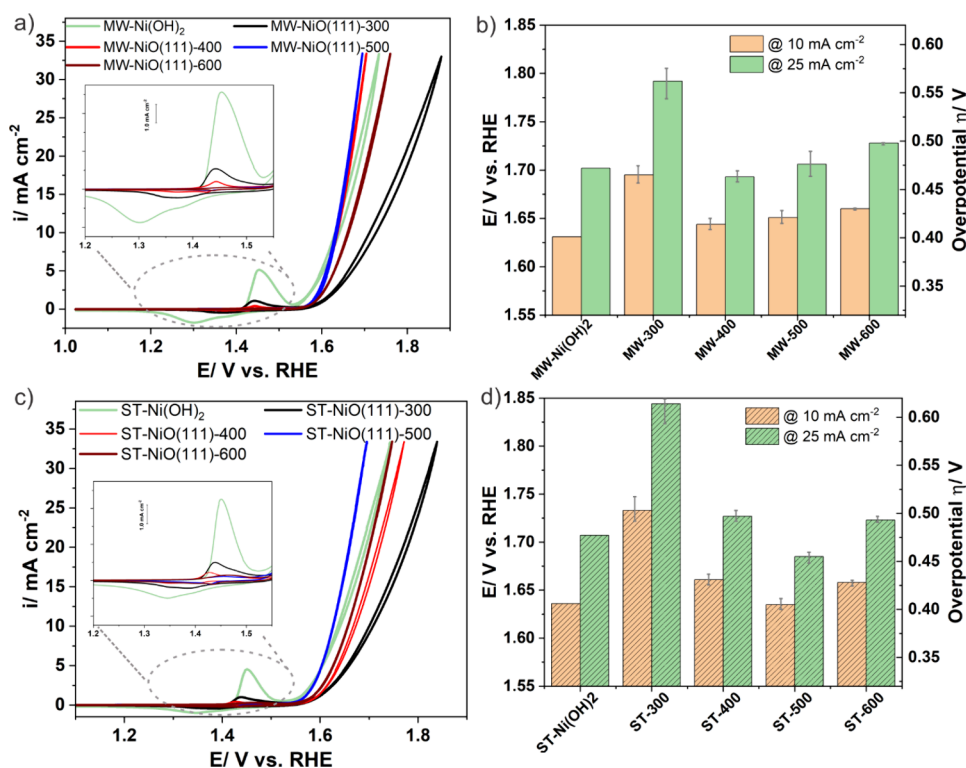 a)
MW-Ni(OH)2
MW-NiO(111)-300
MW-NiO(111)-400
MW-NiO(111)-500
MW-NiO(111)-600
35
30
25
20
15
10
5
0
i/ mA cm-2
1.0 mA cm-2
1.2 1.3 1.4 1.5
1.0 1.2 1.4 1.6 1.8
E/ V vs. RHE
b)
@ 10 mA cm-2
@ 25 mA cm-2
1.80
1.75
1.70
1.65
1.60
1.55
E/ V vs. RHE
0.60
0.55
0.50
0.45
0.40
0.35
Overpotential η/ V
MW-Ni(OH)2
MW-300
MW-400
MW-500
MW-600
c)
ST-Ni(OH)2
ST-NiO(111)-300
ST-NiO(111)-400
ST-NiO(111)-500
ST-NiO(111)-600
35
30
25
20
15
10
5
0
i/ mA cm-2
1.0 mA cm-2
1.2 1.3 1.4 1.5
1.2 1.4 1.6 1.8
E/ V vs. RHE
d)
@ 10 mA cm-2
@ 25 mA cm-2
1.85
1.80
1.75
1.70
1.65
1.60
1.55
E/ V vs. RHE
0.60
0.55
0.50
0.45
0.40
0.35
Overpotential η/ V
ST-Ni(OH)2
ST-300
ST-400
ST-500
ST-600